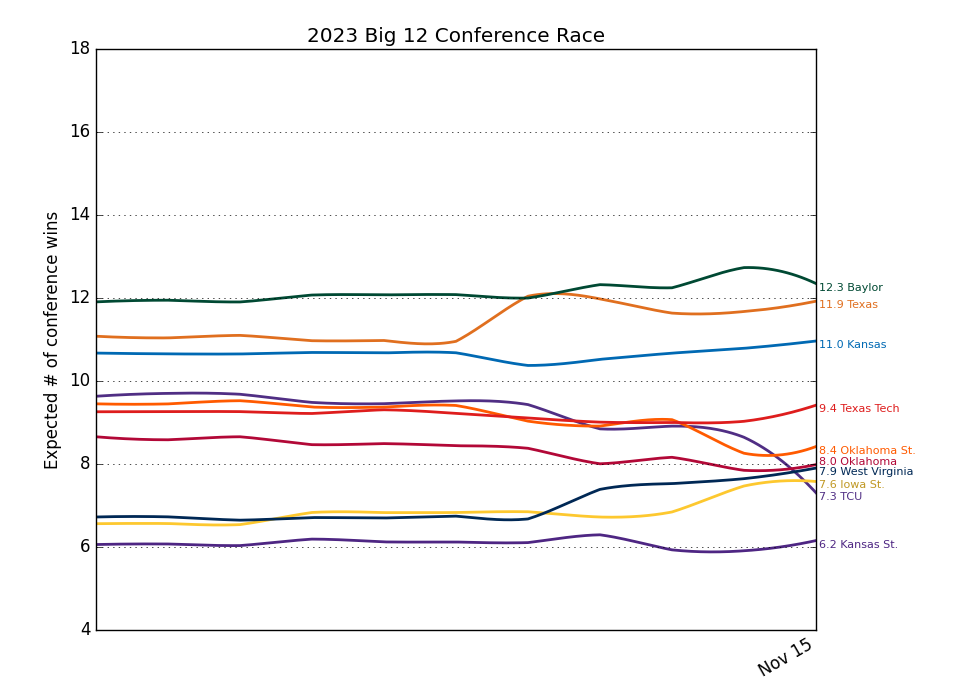 2023 Big 12 Conference Race
Expected # of conference wins
18
16
14
12
10
8
6
4
12.3 Baylor
11.9 Texas
11.0 Kansas
9.4 Texas Tech
8.4 Oklahoma St.
8.0 Oklahoma
7.9 West Virginia
7.6 Iowa St.
7.3 TCU
6.2 Kansas St.
Nov 15